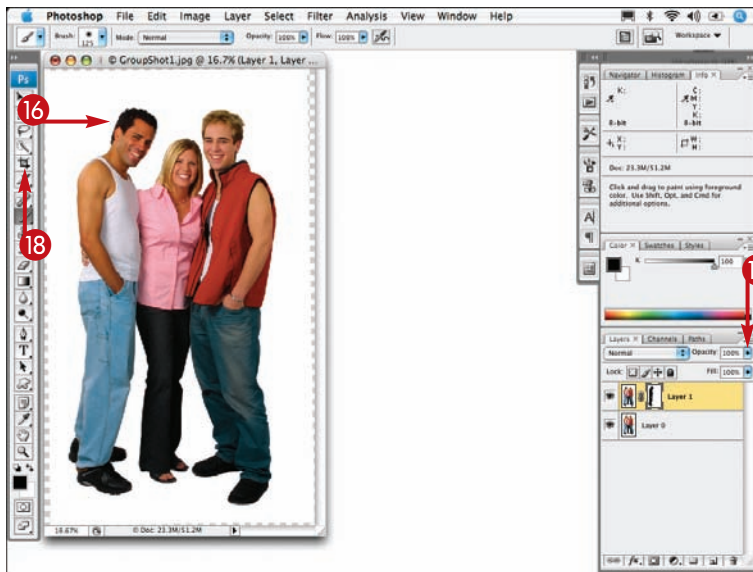 Photoshop File Edit Image Layer Select Filter Analysis View Window Help
Brush: 125 Mode: Normal Opacity: 100% Flow: 100% Workspace
© GroupShot1.jpg @ 16.7% (Layer 1, Layer ...
Ps
16
18
T
16.67% © Doc: 23.3M/51.2M
Navigator Histogram Info ×
K: C:
M:
Y:
K:
8-bit 8-bit
X: W:
Y: H:
Doc: 23.3M/51.2M
Click and drag to paint using foreground
color. Use Shift, Opt, and Cmd for
additional options.
A
Color × Swatches Styles
K 100
Layers × Channels Paths
Normal Opacity: 100%
Lock: Fill: 100%
Layer 1
Layer 0
fx